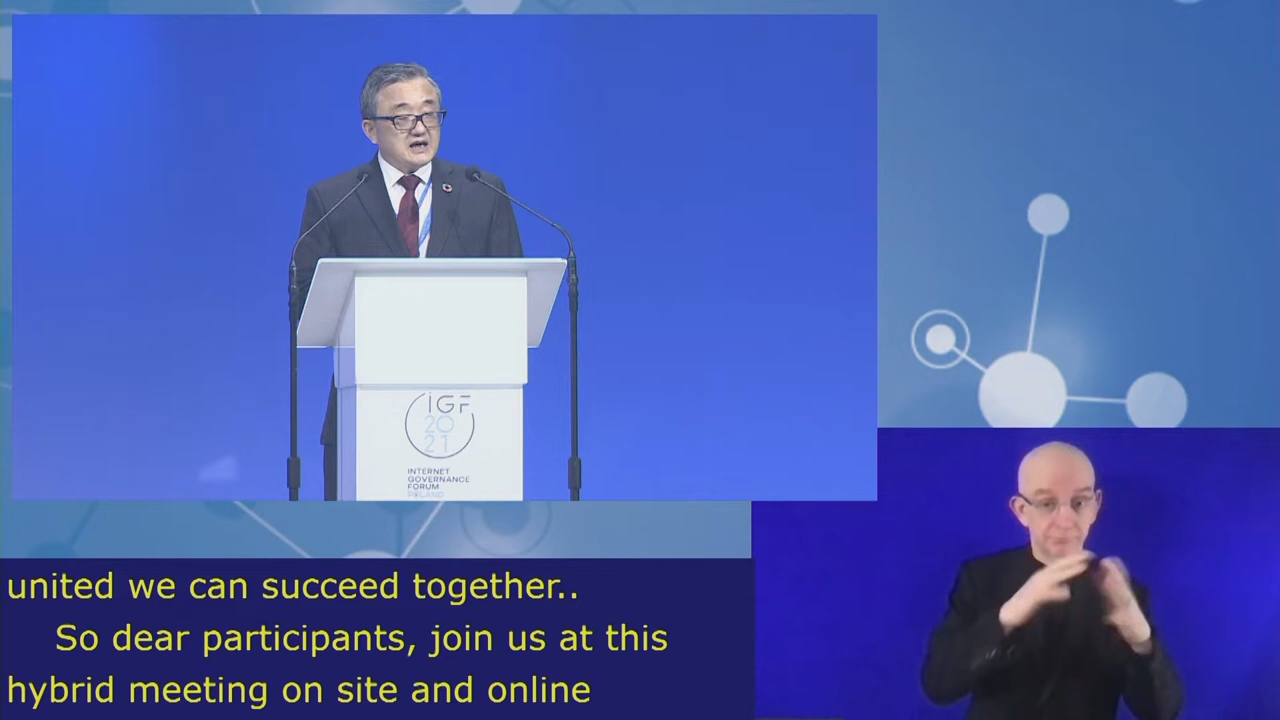 IGF
20
21
INTERNET
GOVERNANCE
FORUM
POLAND
united we can succeed together..
So dear participants, join us at this
hybrid meeting on site and online